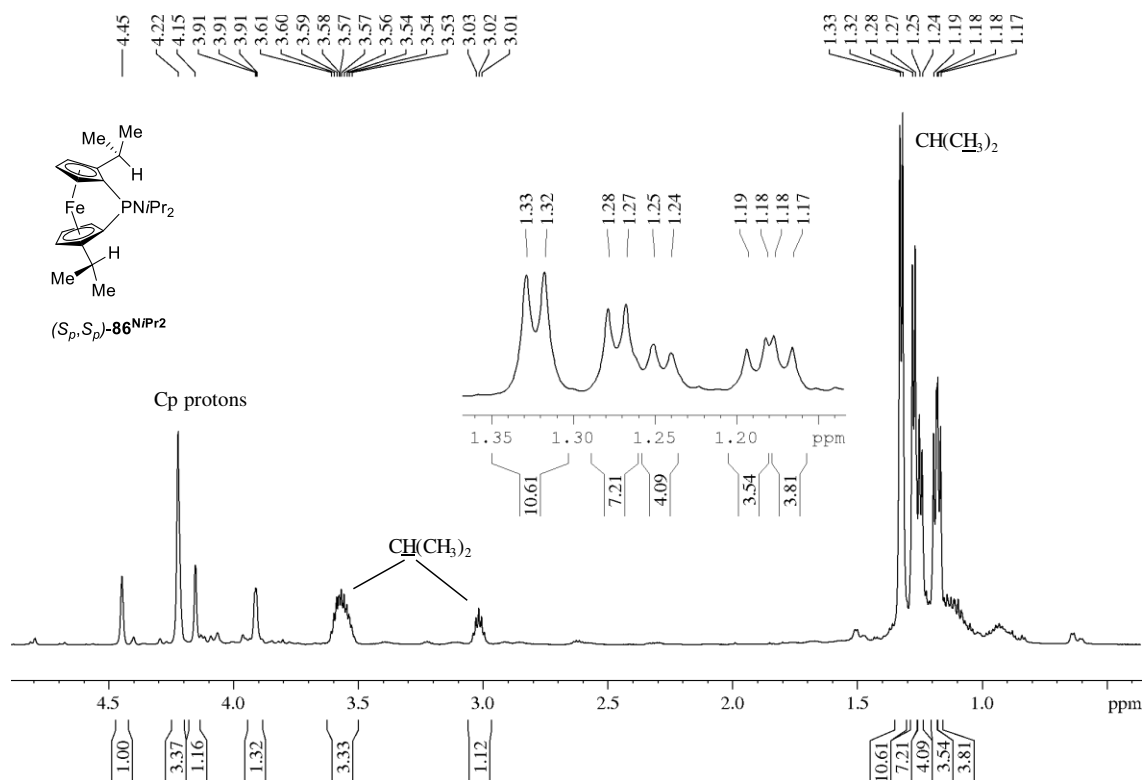 4.45 4.22 4.15 3.91 3.91 3.91 3.61 3.60 3.59 3.58 3.57 3.57 3.56 3.54 3.54 3.53 3.03 3.02 3.01 1.33 1.32 1.28 1.27 1.25 1.24 1.19 1.18 1.18 1.17
Me
Me
H
Fe
PNiPr2
H
Me
Me
(Sp,Sp)-86NiPr2
CH(CH3)2
1.33 1.32 1.28 1.27 1.25 1.24 1.19 1.18 1.18 1.17
1.35 1.30 1.25 1.20 ppm
10.61 7.21 4.09 3.54 3.81
Cp protons
CH(CH3)2
4.5 4.0 3.5 3.0 2.5 2.0 1.5 1.0 ppm
1.00 3.37 1.16 1.32 3.33 1.12 10.61 7.21 4.09 3.54 3.81